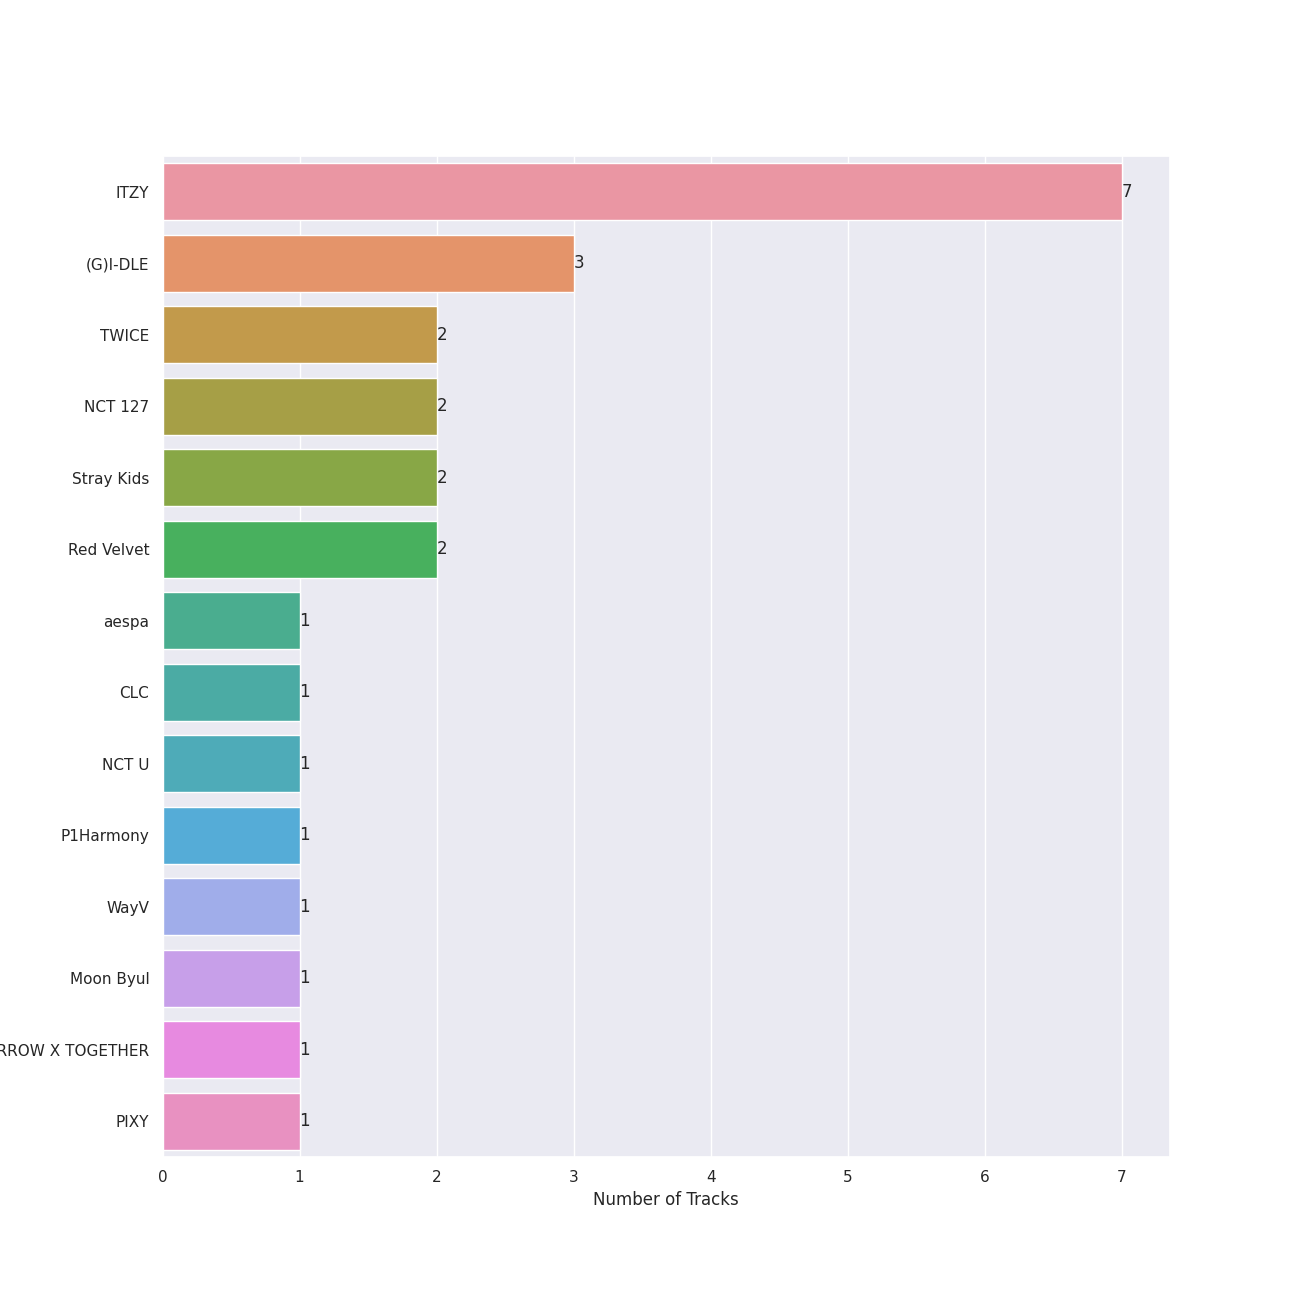 ITZY 7
(G)I-DLE 3
TWICE 2
NCT 127 2
Stray Kids 2
Red Velvet 2
aespa 1
CLC 1
NCT U 1
P1Harmony 1
WayV 1
Moon Byul 1
RROW X TOGETHER 1
PIXY 1
0 1 2 3 4 5 6 7
Number of Tracks